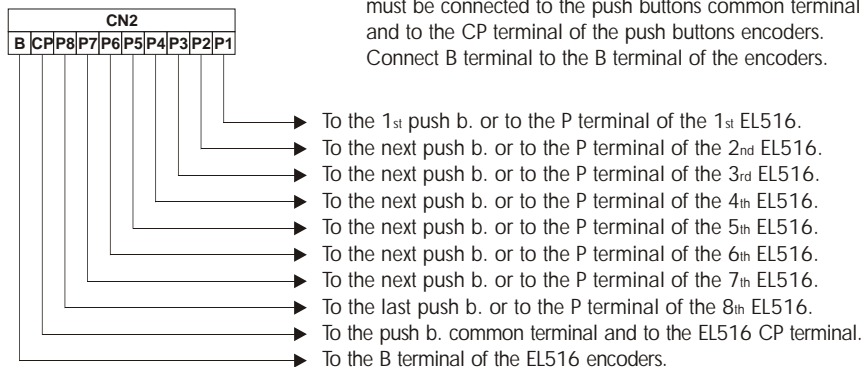 must be connected to the push buttons common terminal
and to the CP terminal of the push buttons encoders.
Connect B terminal to the B terminal of the encoders.
CN2
B CP P8 P7 P6 P5 P4 P3 P2 P1
To the 1st push b. or to the P terminal of the 1st EL516.
To the next push b. or to the P terminal of the 2nd EL516.
To the next push b. or to the P terminal of the 3rd EL516.
To the next push b. or to the P terminal of the 4th EL516.
To the next push b. or to the P terminal of the 5th EL516.
To the next push b. or to the P terminal of the 6th EL516.
To the next push b. or to the P terminal of the 7th EL516.
To the last push b. or to the P terminal of the 8th EL516.
To the push b. common terminal and to the EL516 CP terminal.
To the B terminal of the EL516 encoders.